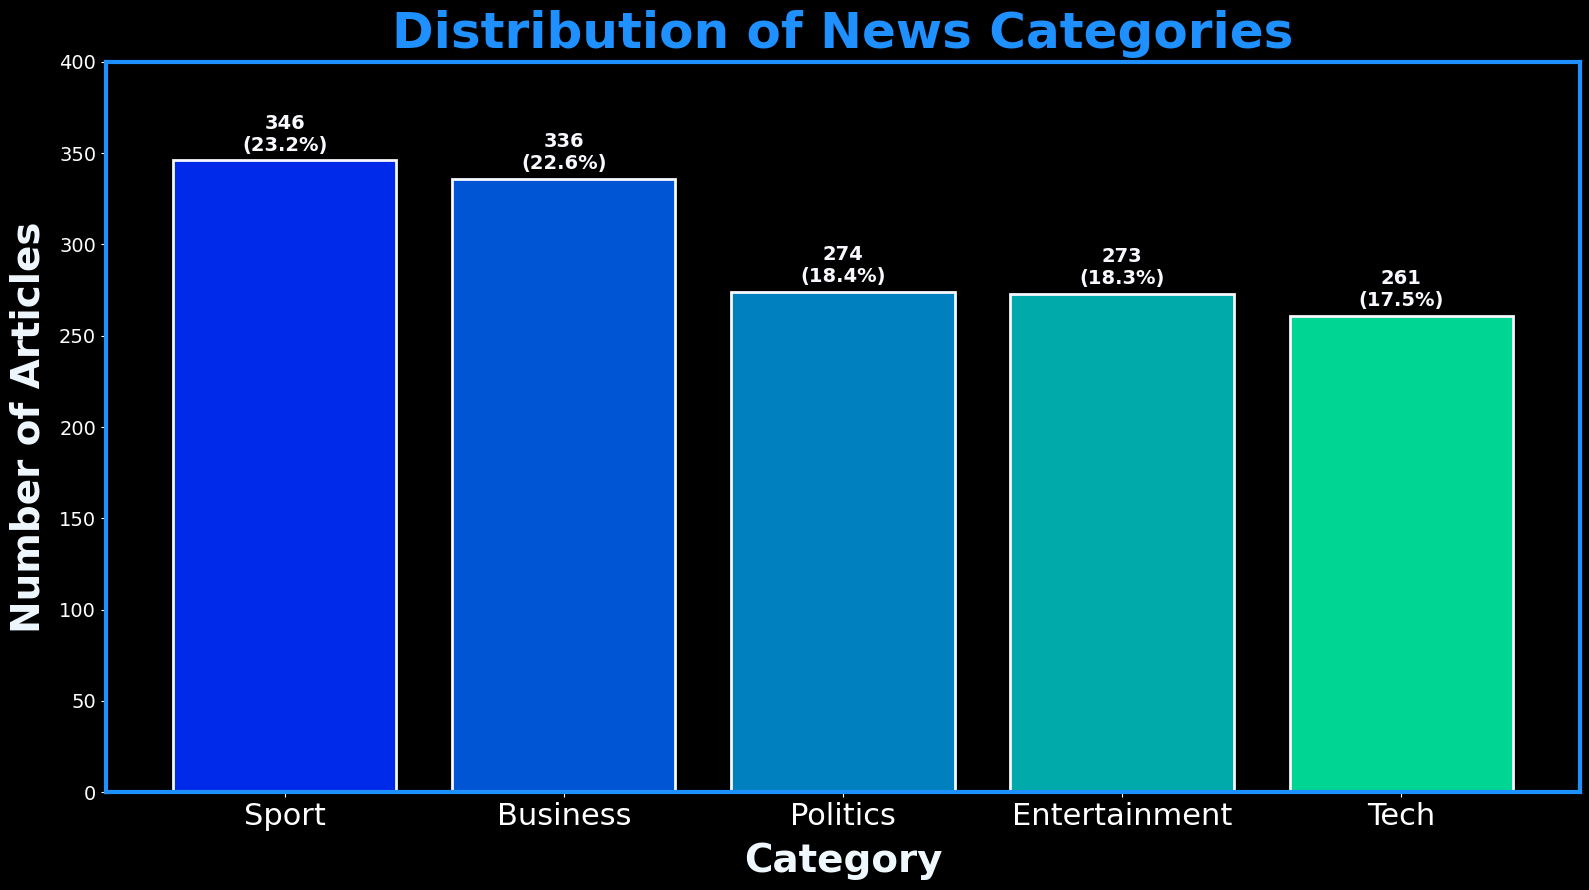 Distribution of News Categories
Number of Articles
400
350
300
250
200
150
100
50
0
346
(23.2%)
336
(22.6%)
274
(18.4%)
273
(18.3%)
261
(17.5%)
Sport
Business
Politics
Entertainment
Tech
Category